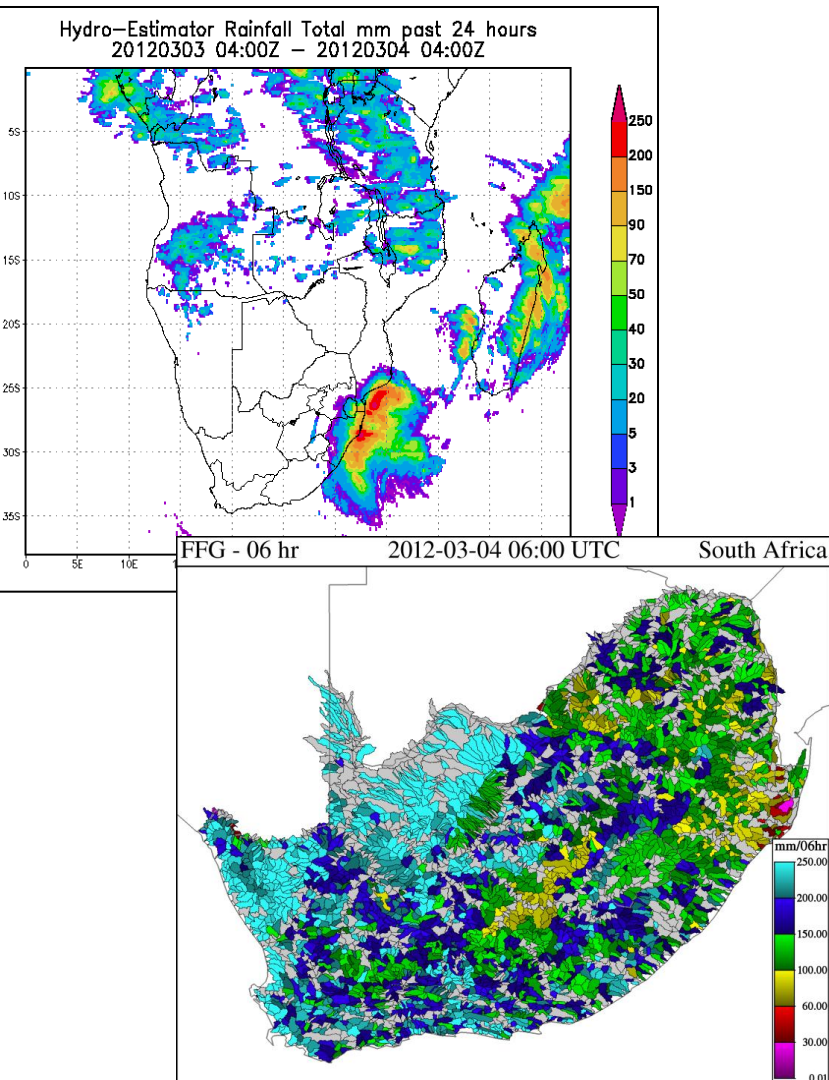 Hydro-Estimator Rainfall Total mm past 24 hours
20120303 04:00Z - 20120304 04:00Z
5S
10S
15S
20S
25S
30S
35S
0
5E
10E
1
250
200
150
90
70
50
40
30
20
5
3
1
FFG - 06 hr 2012-03-04 06:00 UTC South Africa
mm/06hr
250.00
200.00
150.00
100.00
60.00
30.00
0.01